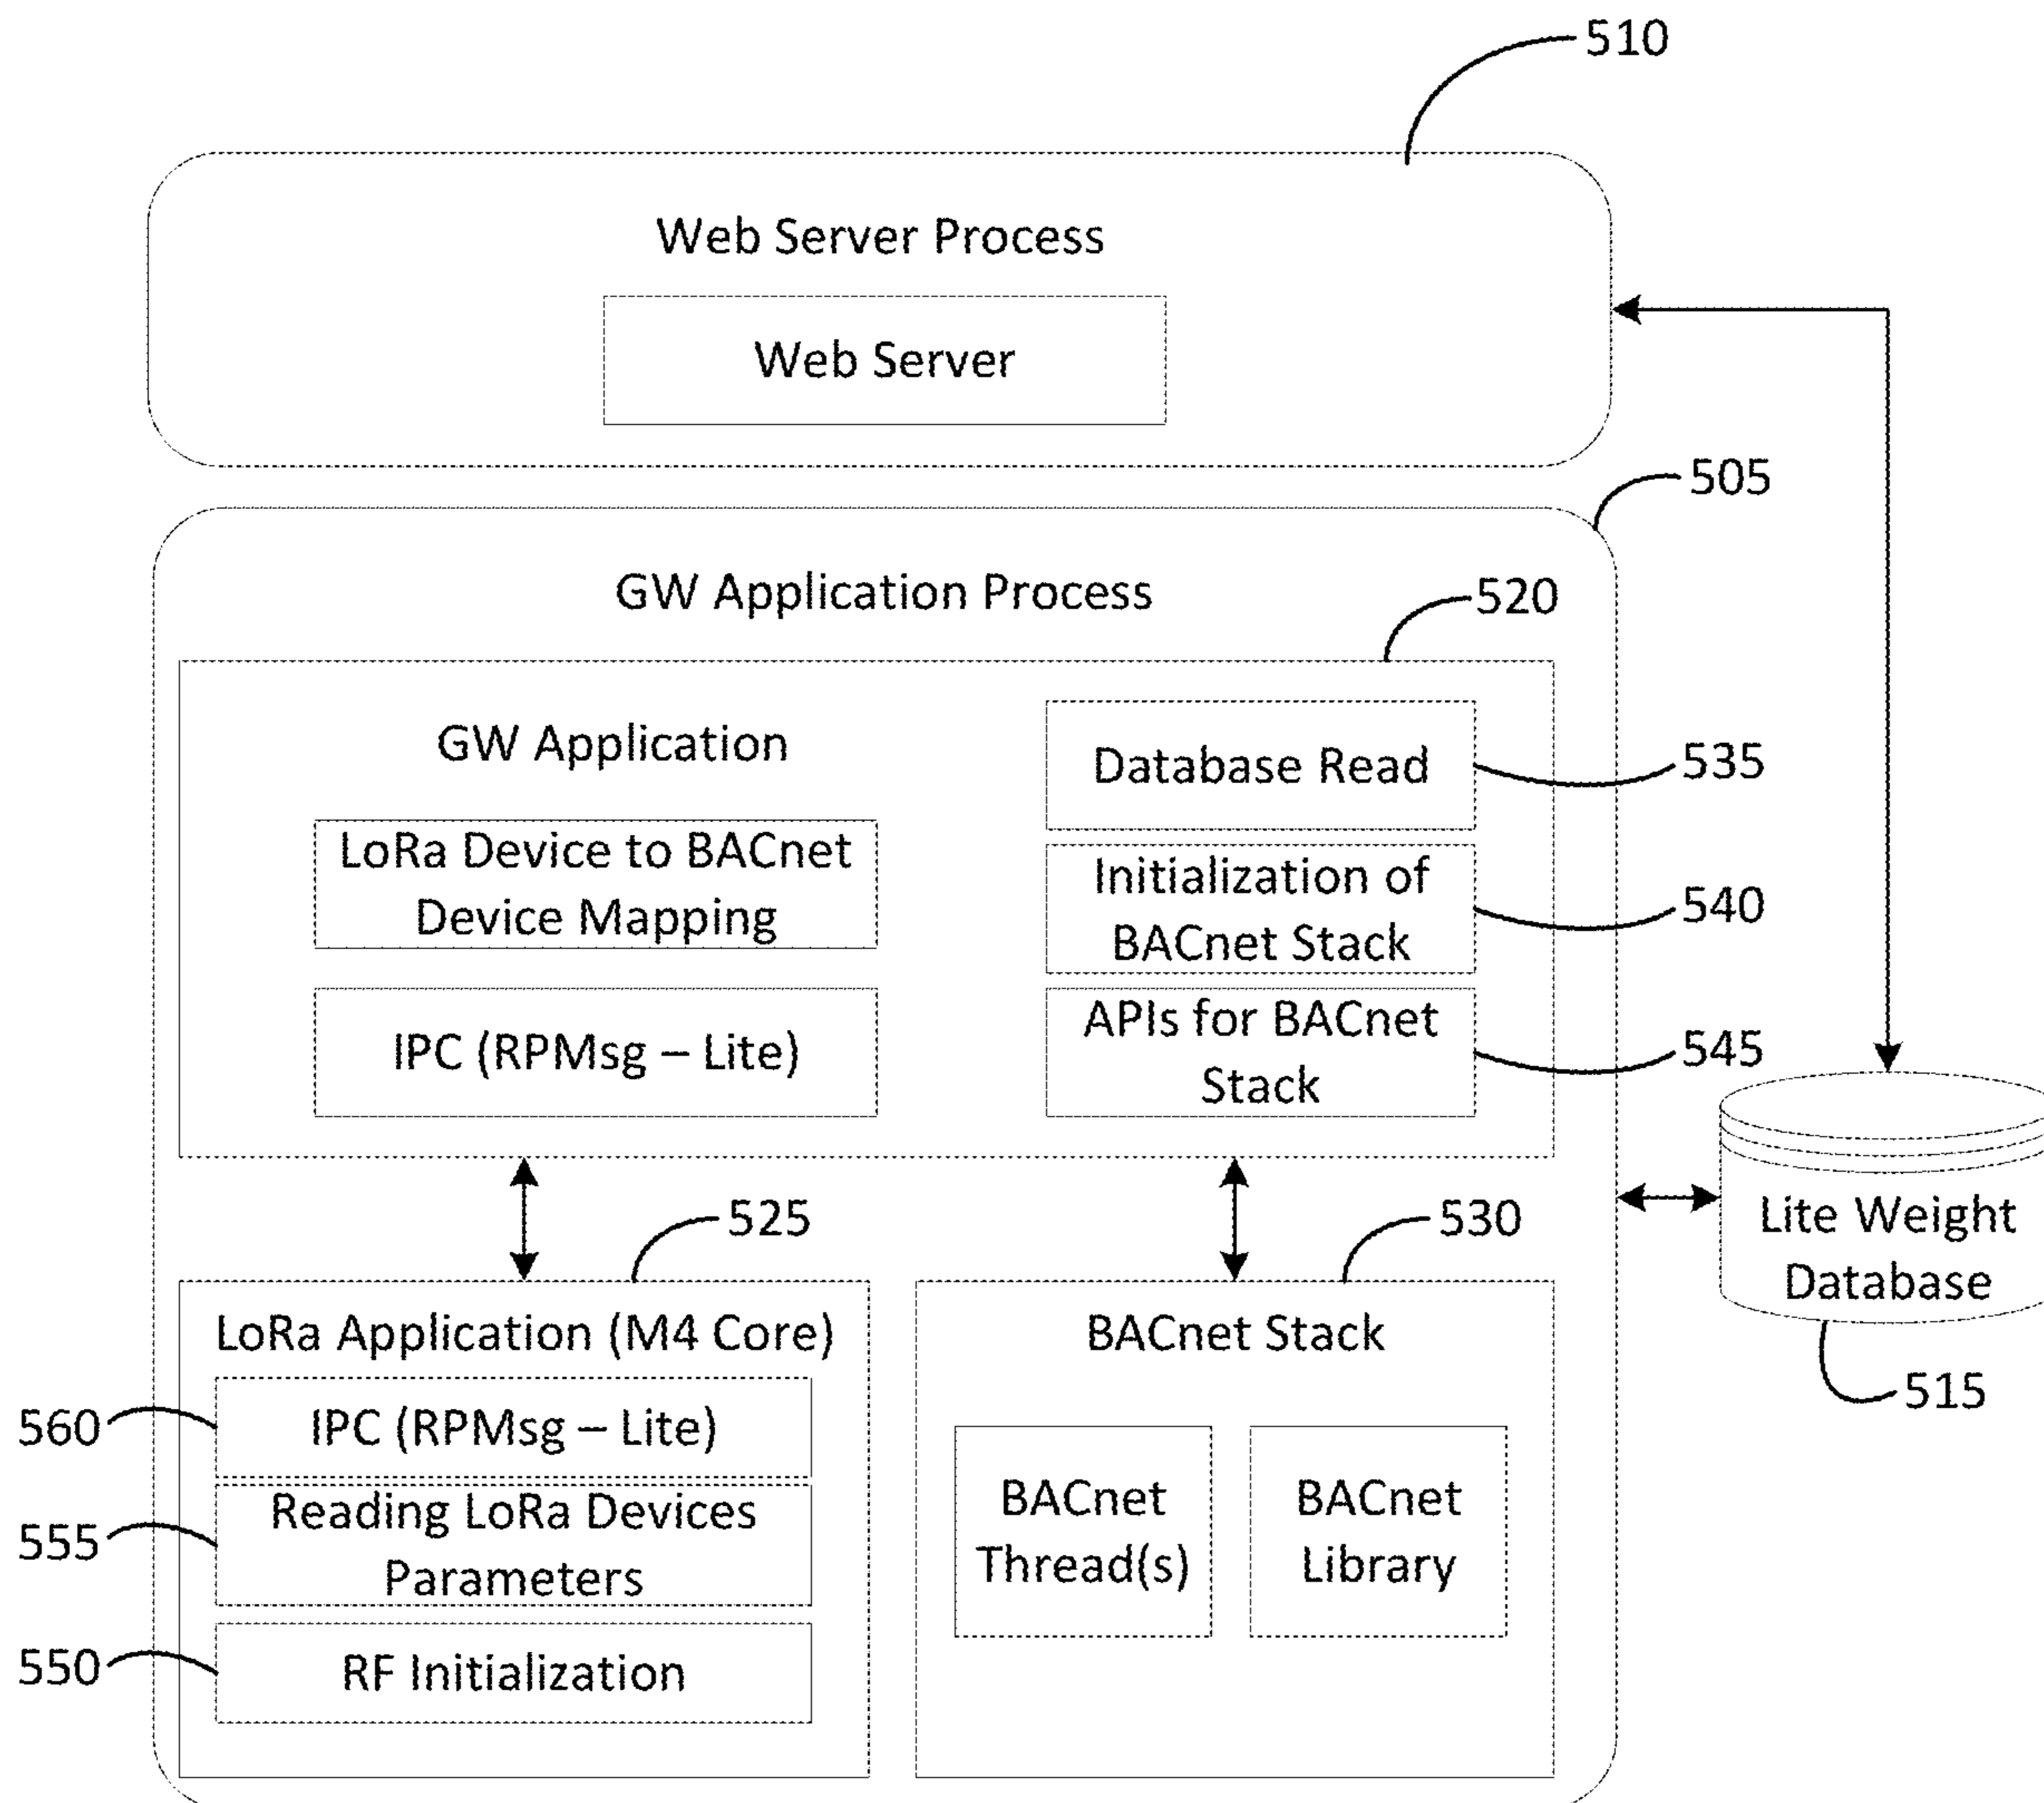 510
Web Server Process
Web Server
505
GW Application Process
520
GW Application
Database Read
535
LoRa Device to BACnet
Device Mapping
Initialization of
BACnet Stack
540
IPC (RPMsg – Lite)
APIs for BACnet
Stack
545
525
530
Lite Weight
Database
515
LoRa Application (M4 Core)
560
IPC (RPMsg – Lite)
555
Reading LoRa Devices
Parameters
550
RF Initialization
BACnet Stack
BACnet
Thread(s)
BACnet
Library